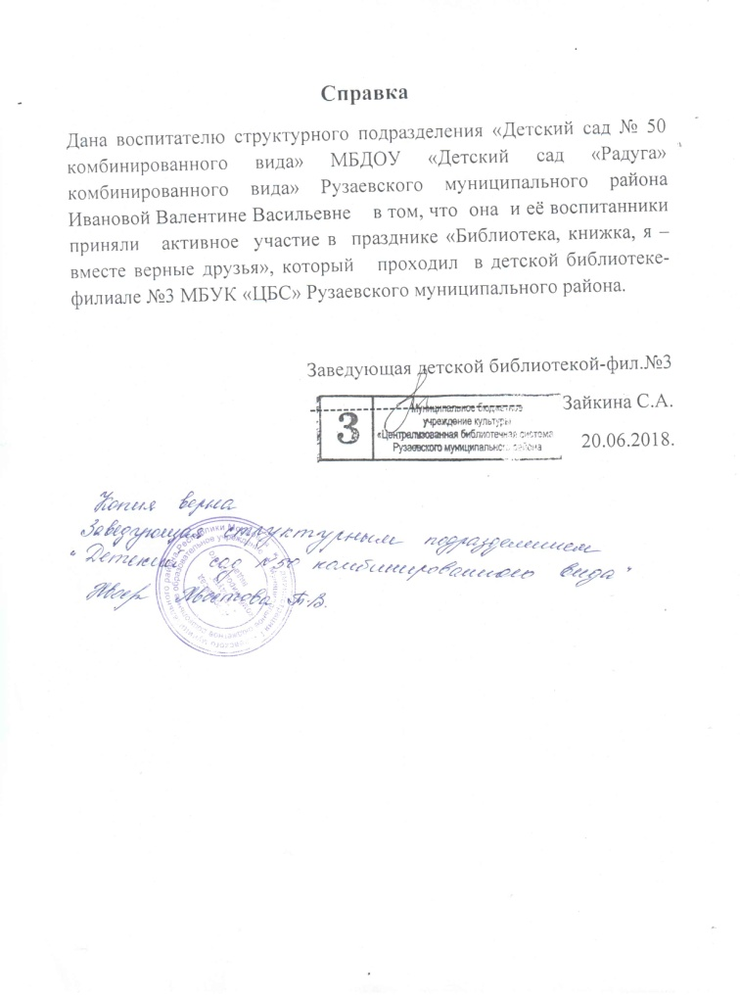 Справка
Дана воспитателю структурного подразделения «Детский сад № 50
комбинированного вида» МБДОУ «Детский сад «Радуга»
комбинированного вида» Рузаевского муниципального района
Ивановой Валентине Васильевне в том, что она и её воспитанники
приняли активное участие в празднике «Библиотека, книжка, я –
вместе верные друзья», который проходил в детской библиотеке-
филиале №3 МБУК «ЦБС» Рузаевского муниципального района.
Заведующая детской библиотекой-фил.№3
Зайкина С.А.
3
Муниципальное бюджетное
учреждение культуры
«Централизованная библиотечная система
Рузаевского муниципального района
20.06.2018.
Копия верна
Заведующая структурным подразделением
"Детский сад №50 комбинированного вида"
Хвостова Т.В.